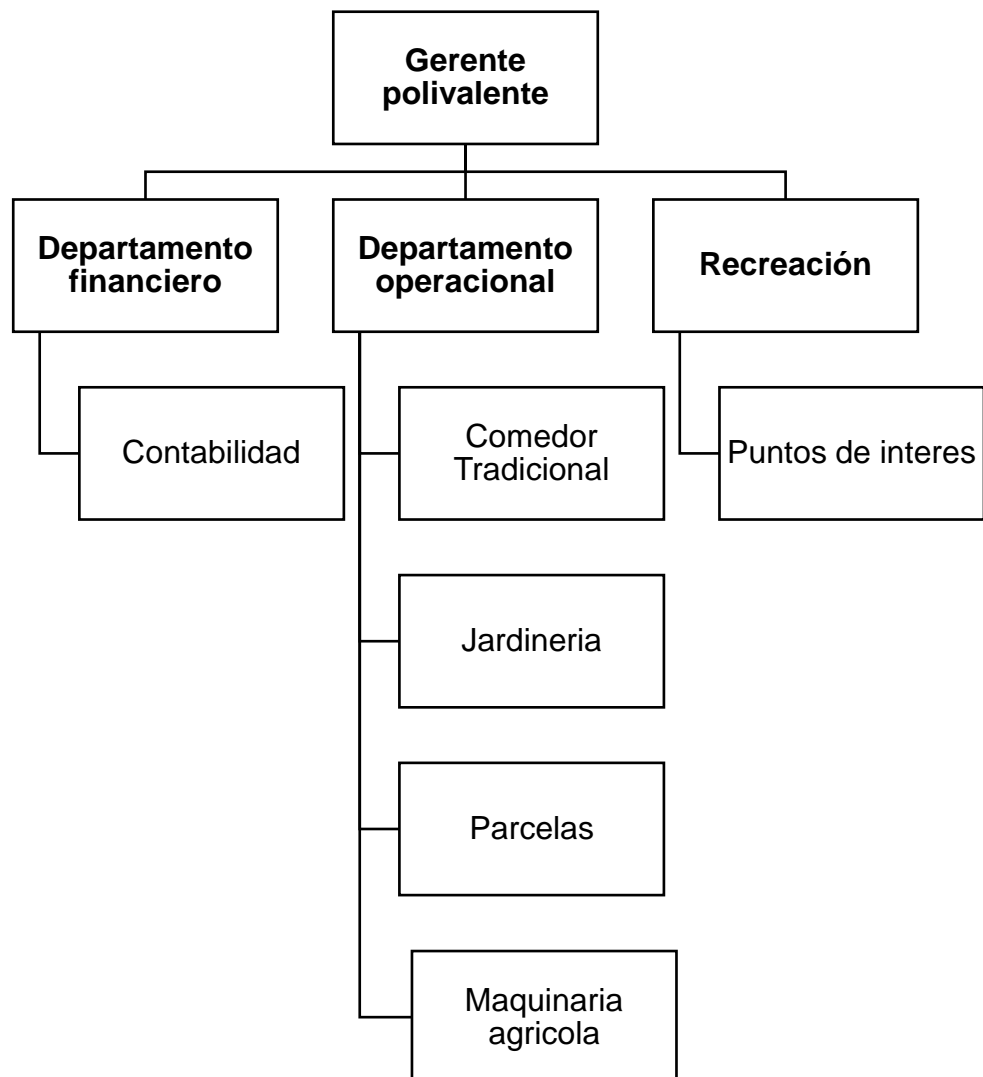 Gerente
polivalente
Departamento
financiero
Departamento
operacional
Recreación
Contabilidad
Comedor
Tradicional
Puntos de interes
Jardineria
Parcelas
Maquinaria
agricola